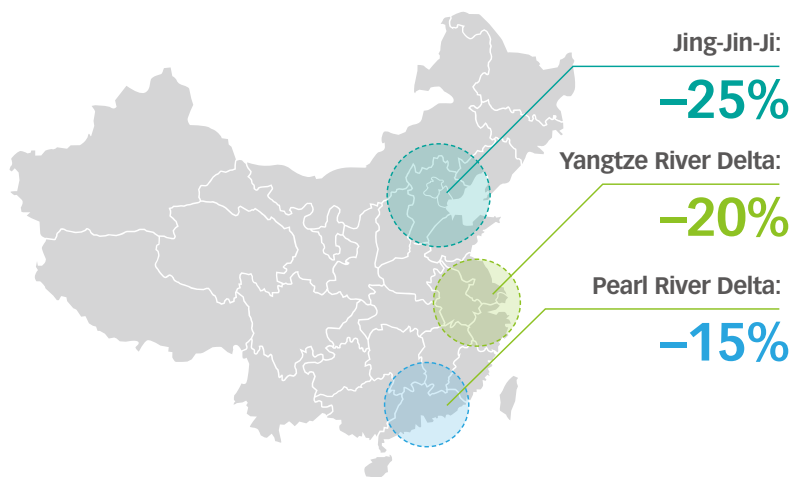 Jing-Jin-Ji:
–25%
Yangtze River Delta:
–20%
Pearl River Delta:
–15%